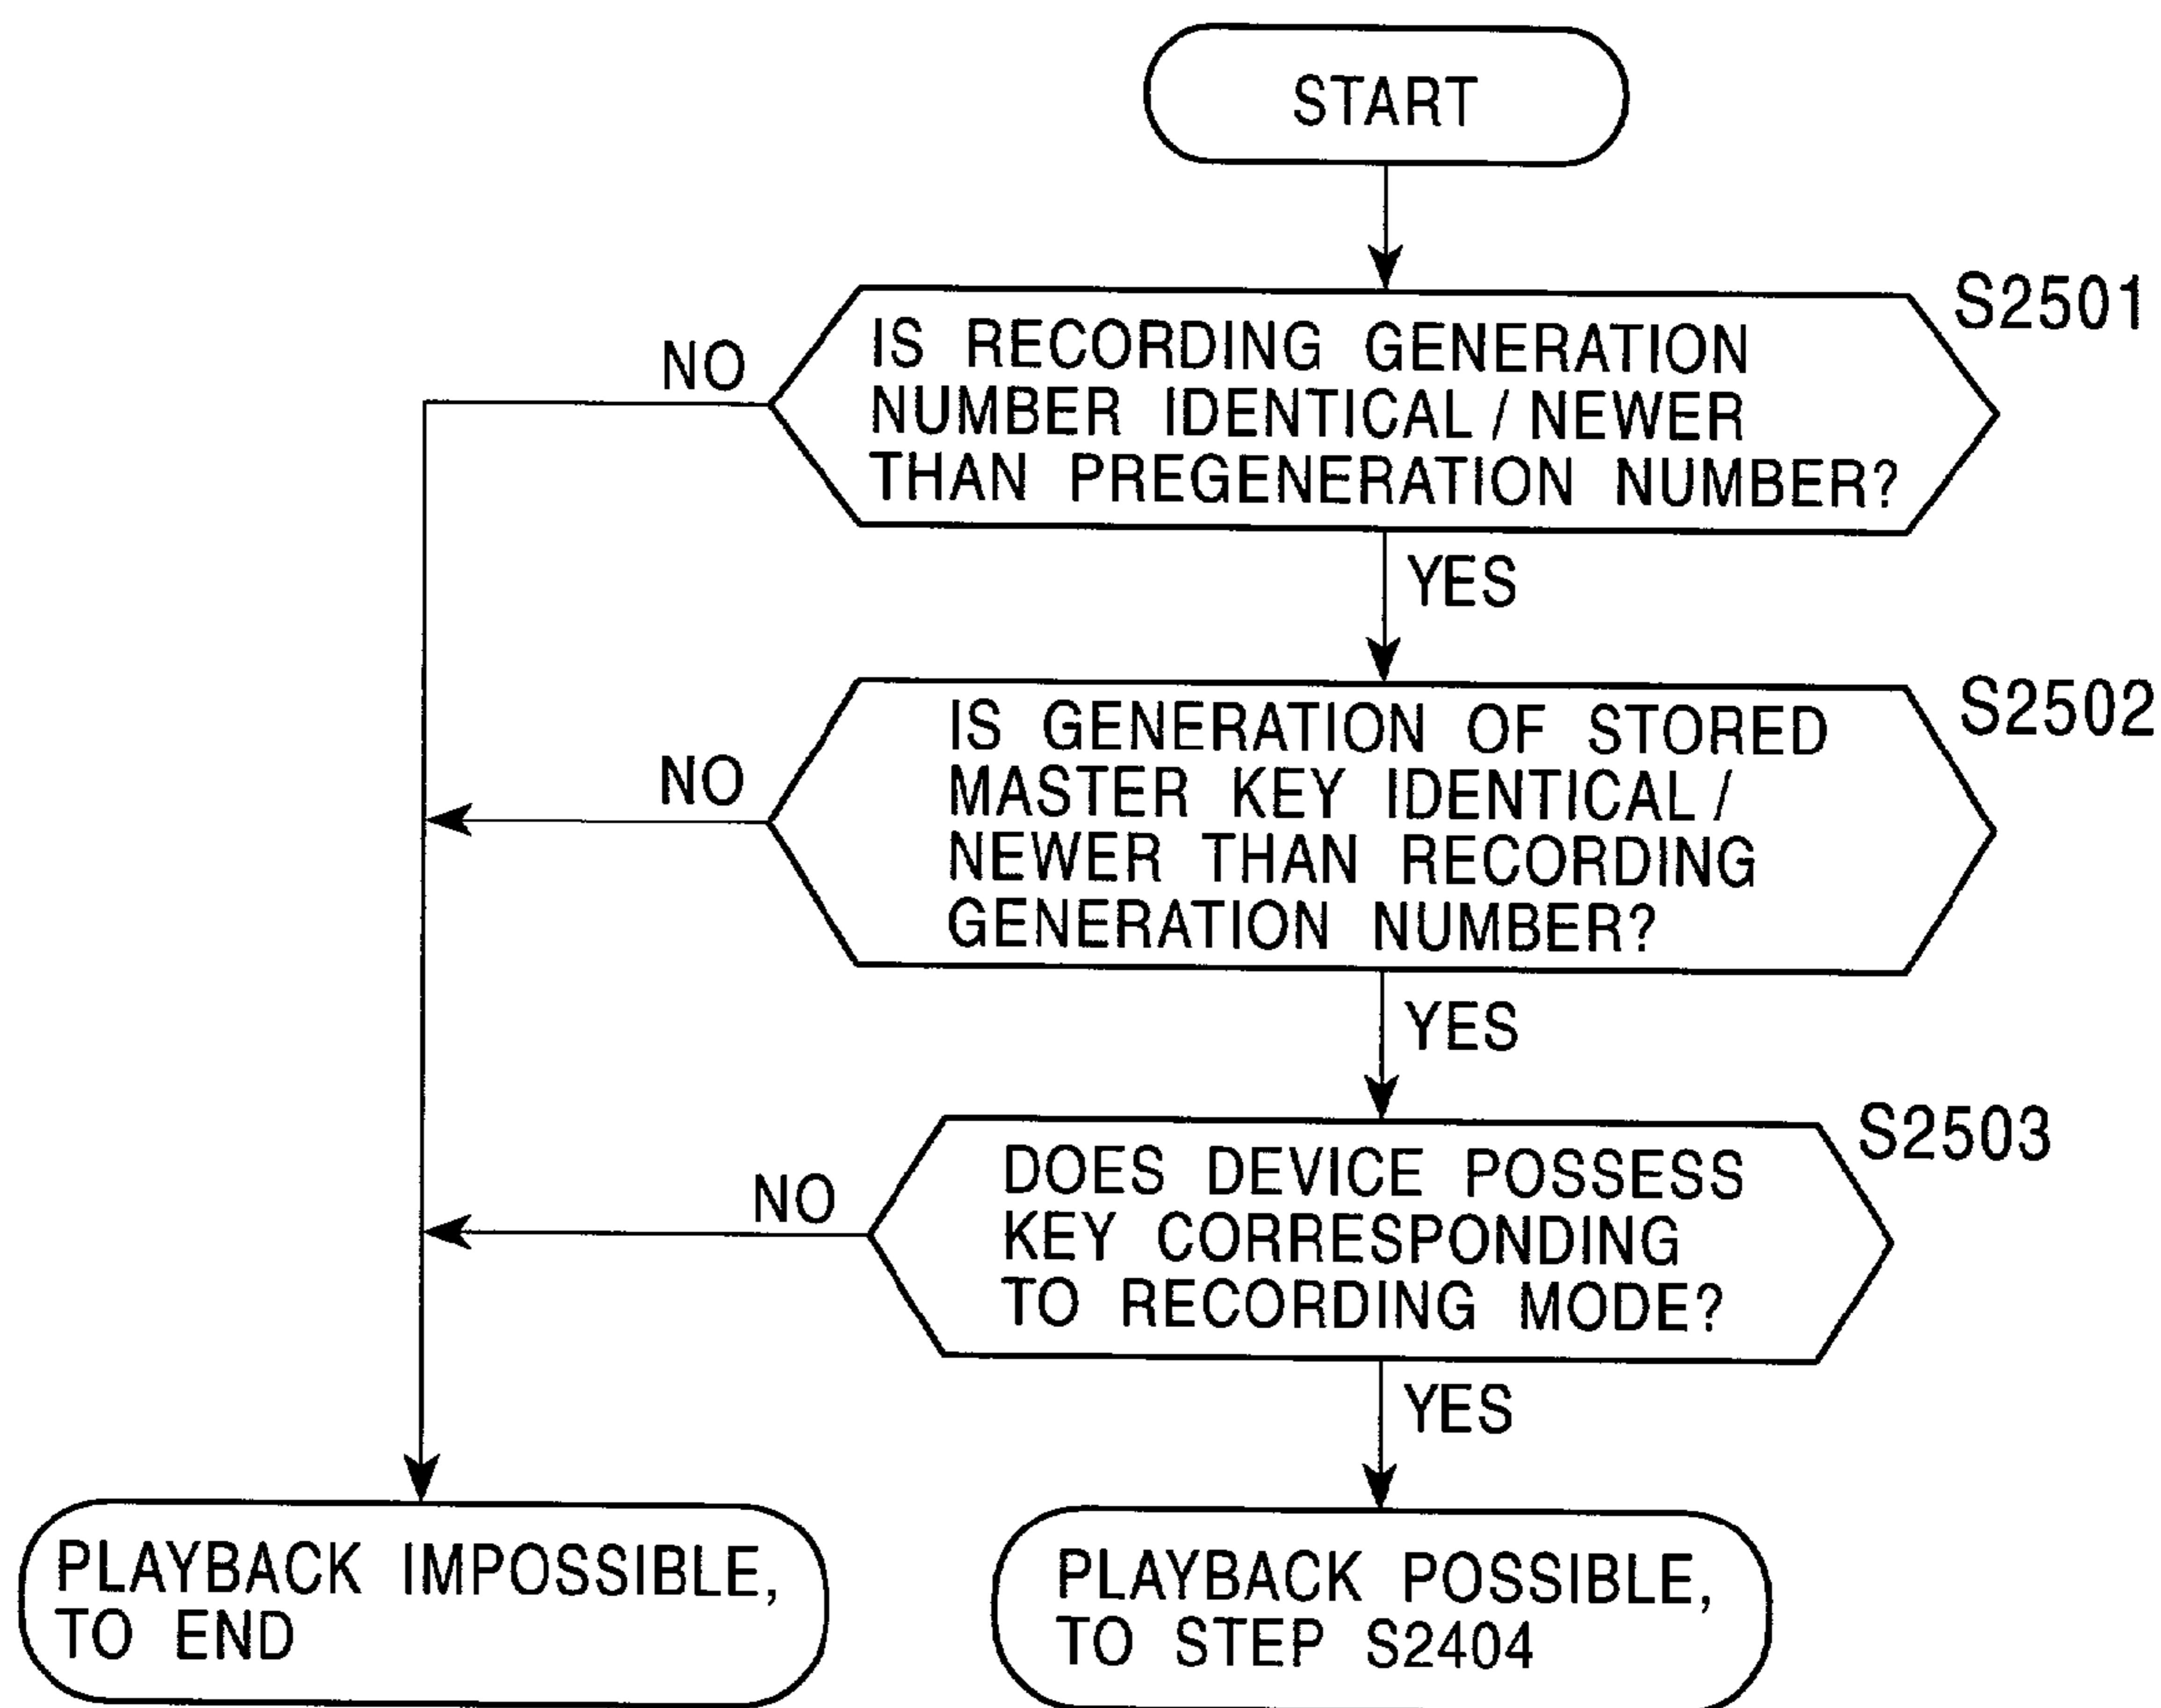 START
S2501
IS RECORDING GENERATION
NUMBER IDENTICAL / NEWER
THAN PREGENERATION NUMBER?
NO
YES
S2502
IS GENERATION OF STORED
MASTER KEY IDENTICAL /
NEWER THAN RECORDING
GENERATION NUMBER?
NO
YES
S2503
DOES DEVICE POSSESS
KEY CORRESPONDING
TO RECORDING MODE?
NO
YES
PLAYBACK IMPOSSIBLE,
TO END
PLAYBACK POSSIBLE,
TO STEP S2404